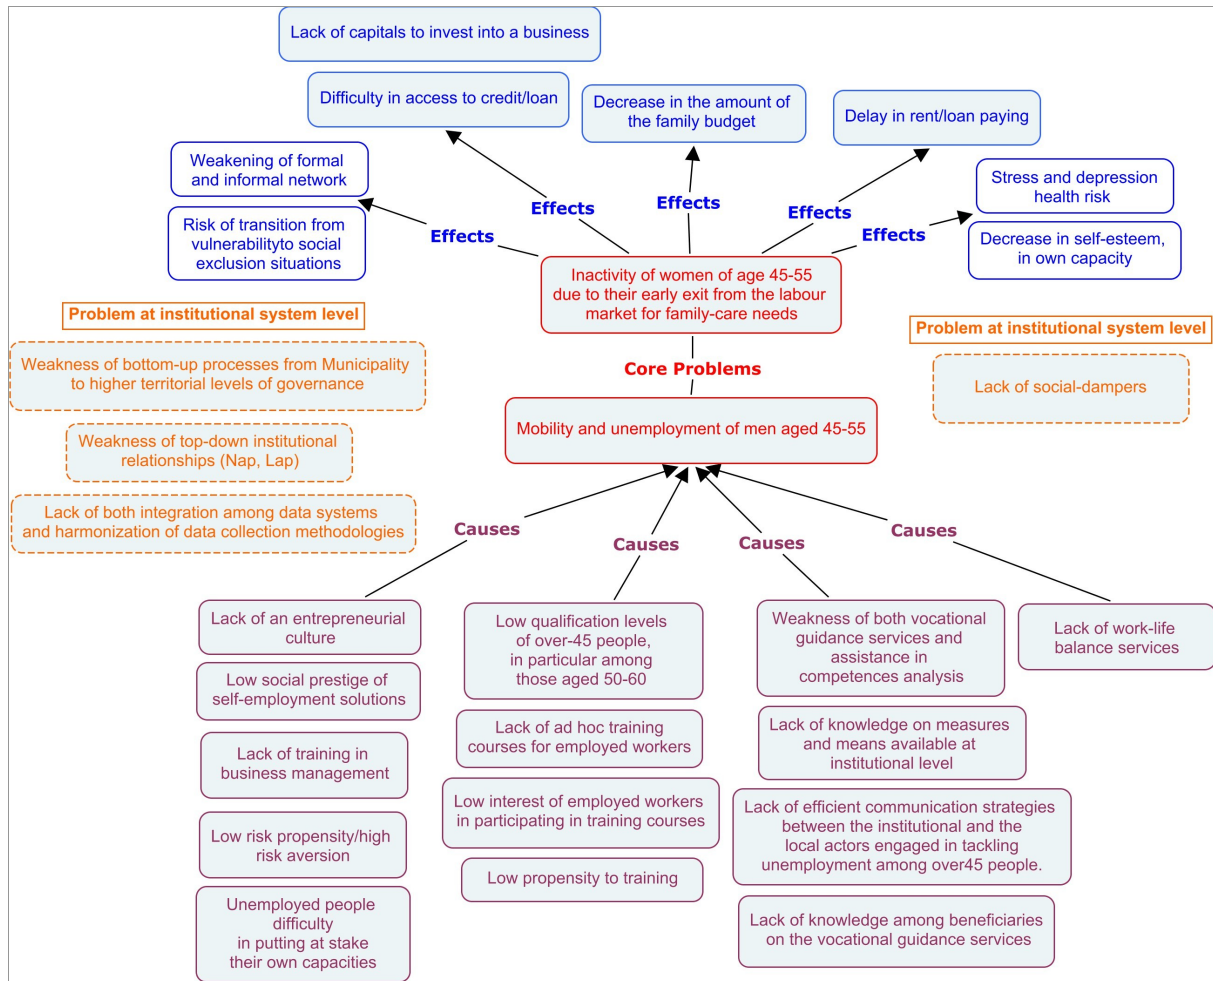 Lack of capitals to invest into a business
Difficulty in access to credit/loan
Decrease in the amount of
the family budget
Delay in rent/loan paying
Weakening of formal
and informal network
Risk of transition from
vulnerabilityto social
exclusion situations
Stress and depression
health risk
Decrease in self-esteem,
in own capacity
Effects
Effects
Effects
Effects
Effects
Inactivity of women of age 45-55
due to their early exit from the labour
market for family-care needs
Core Problems
Mobility and unemployment of men aged 45-55
Problem at institutional system level
Weakness of bottom-up processes from Municipality
to higher territorial levels of governance
Weakness of top-down institutional
relationships (Nap, Lap)
Lack of both integration among data systems
and harmonization of data collection methodologies
Problem at institutional system level
Lack of social-dampers
Causes
Causes
Causes
Causes
Lack of an entrepreneurial
culture
Low social prestige of
self-employment solutions
Lack of training in
business management
Low risk propensity/high
risk aversion
Unemployed people
difficulty
in putting at stake
their own capacities
Low qualification levels
of over-45 people,
in particular among
those aged 50-60
Lack of ad hoc training
courses for employed workers
Low interest of employed workers
in participating in training courses
Low propensity to training
Weakness of both vocational
guidance services and
assistance in
competences analysis
Lack of knowledge on measures
and means available at
institutional level
Lack of efficient communication strategies
between the institutional and the
local actors engaged in tackling
unemployment among over45 people.
Lack of knowledge among beneficiaries
on the vocational guidance services
Lack of work-life
balance services